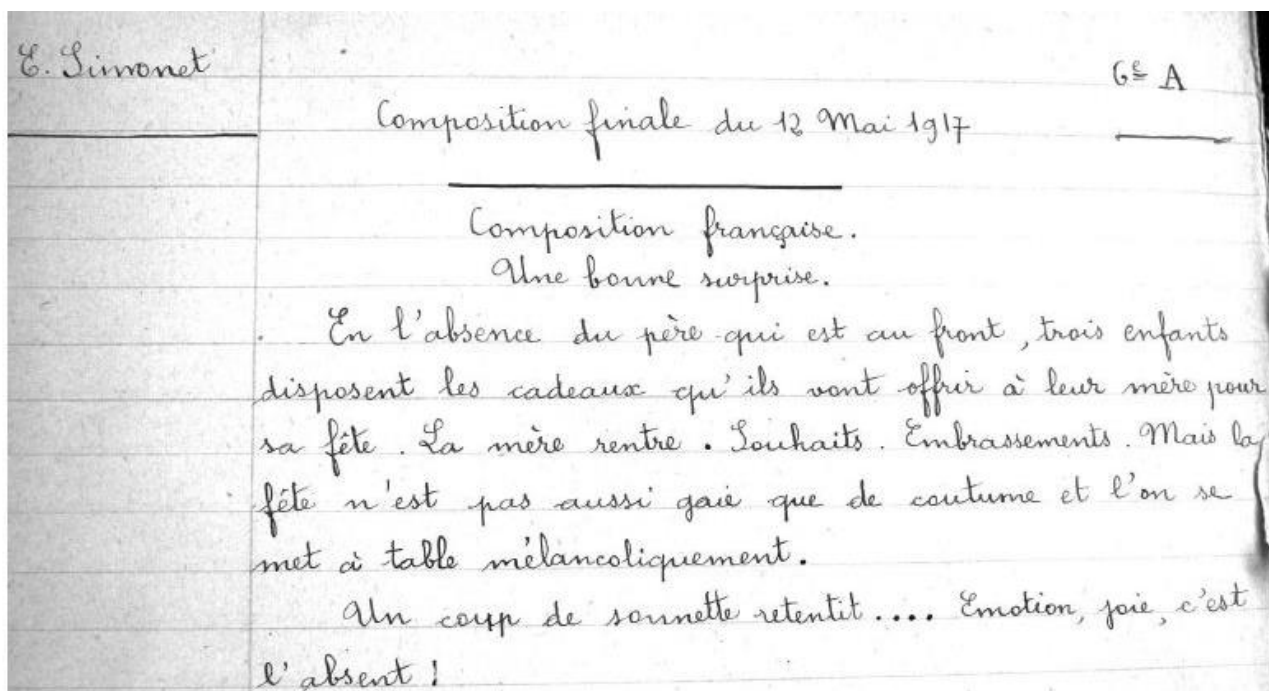 E. Simonet
6e A
Composition finale du 12 Mai 1917
Composition française.
Une bonne surprise.
En l'absence du père qui est au front, trois enfants
disposent les cadeaux qu'ils vont offrir à leur mère pour
sa fête. La mère rentre. Souhaits. Embrassements. Mais la
fête n'est pas aussi gaie que de coutume et l'on se
met à table mélancoliquement.
Un coup de sonnette retentit.... Emotion, joie, c'est
l'absent !